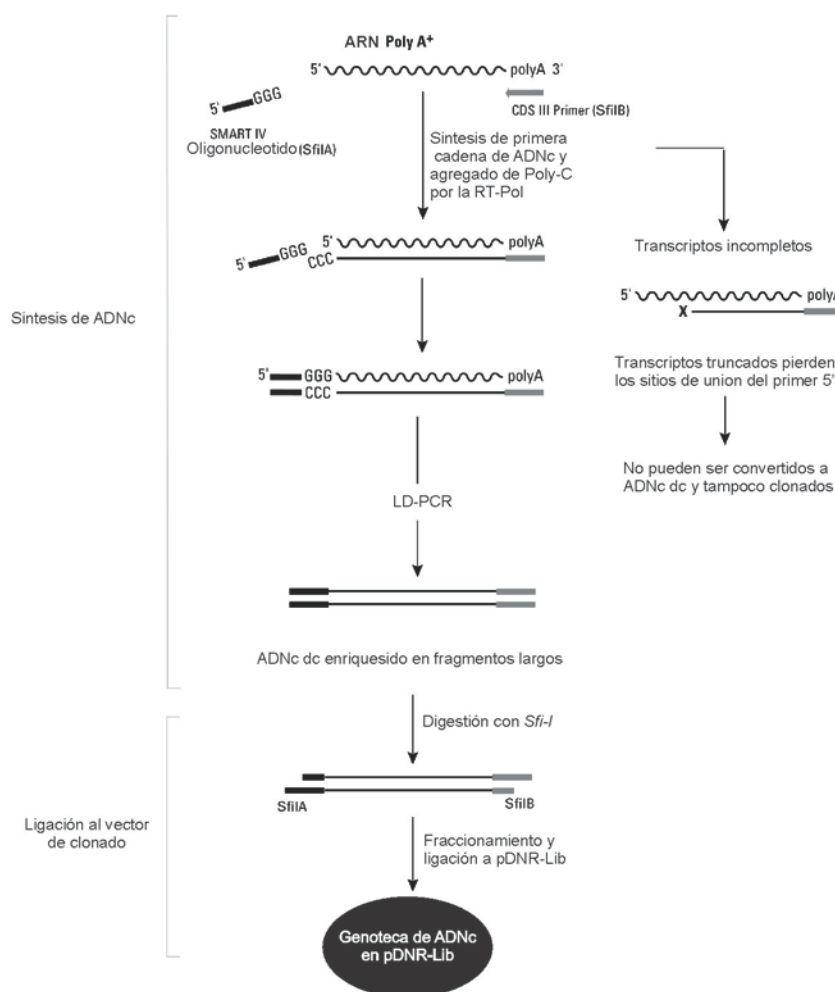 ARN Poly A+
5' polyA 3'
5' GGG
CDS III Primer (SfilB)
SMART IV
Oligonucleotido(SfilA)
Sintesis de primera
cadena de ADNc y
agregado de Poly-C
por la RT-Pol
Transcriptos incompletos
5' polyA
5' GGG CCC
5' polyA
X
Sintesis de ADNc
Transcriptos truncados pierden
los sitios de union del primer 5'
5' GGG polyA
CCC
No pueden ser convertidos a
ADNc dc y tampoco clonados
LD-PCR
ADNc dc enriquesido en fragmentos largos
Digestión con Sfi-I
SfilA SfilB
Ligación al vector
de clonado
Fraccionamiento y
ligación a pDNR-Lib
Genoteca de ADNc
en pDNR-Lib